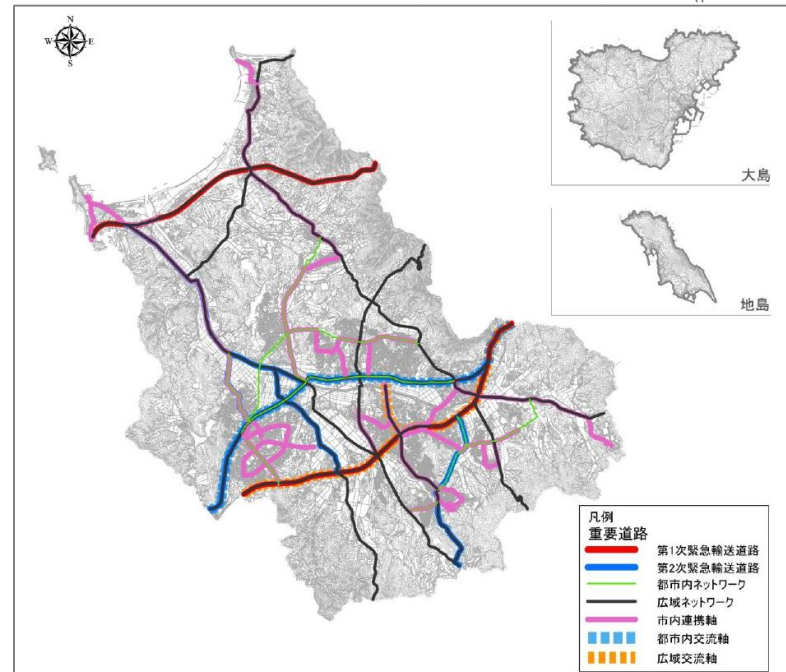 N
W E
S
大島
地島
凡例
重要道路
第1次緊急輸送道路
第2次緊急輸送道路
都市内ネットワーク
広域ネットワーク
市内連携軸
都市内交流軸
広域交流軸